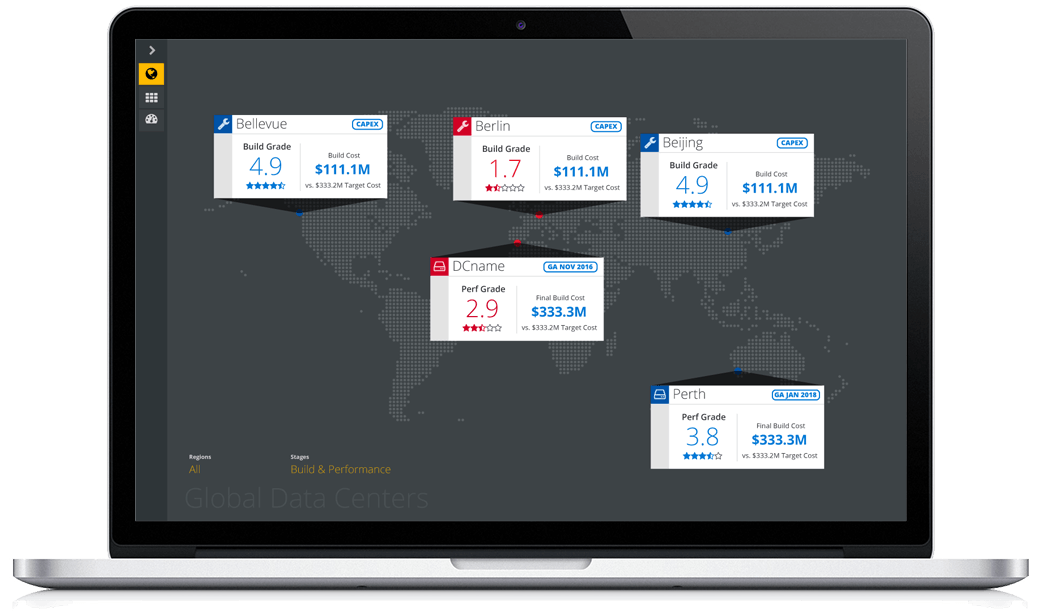 Bellevue
CAPEX
Build Grade
4.9
Build Cost
$111.1M
vs. $333.2M Target Cost
Berlin
CAPEX
Build Grade
1.7
Build Cost
$111.1M
vs. $333.2M Target Cost
Beijing
CAPEX
Build Grade
4.9
Build Cost
$111.1M
vs. $333.2M Target Cost
DCname
GA NOV 2016
Perf Grade
2.9
Final Build Cost
$333.3M
vs. $333.2M Target Cost
Perth
GA JAN 2018
Perf Grade
3.8
Final Build Cost
$333.3M
vs. $333.2M Target Cost
Regions
All
Stages
Build & Performance
Global Data Centers